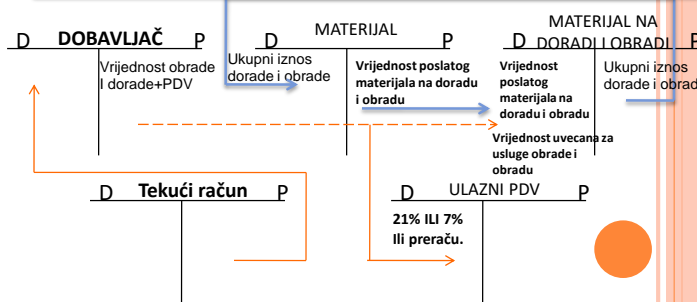 D DOBAVLJAČ P
Vrijednost obrade
I dorade+PDV
D MATERIJAL P
Ukupni iznos
dorade i obrade
Vrijednost poslatog
materijala na doradu
i obradu
MATERIJAL NA
D DORADI I OBRADI P
Vrijednost
poslatog
materijala na
doradu i obradu
Vrijednost uvecana za
usluge obrade i
obradu
Ukupni iznos
dorade i obrad
D Tekući račun P
D ULAZNI PDV P
21% ILI 7%
Ili preraču.